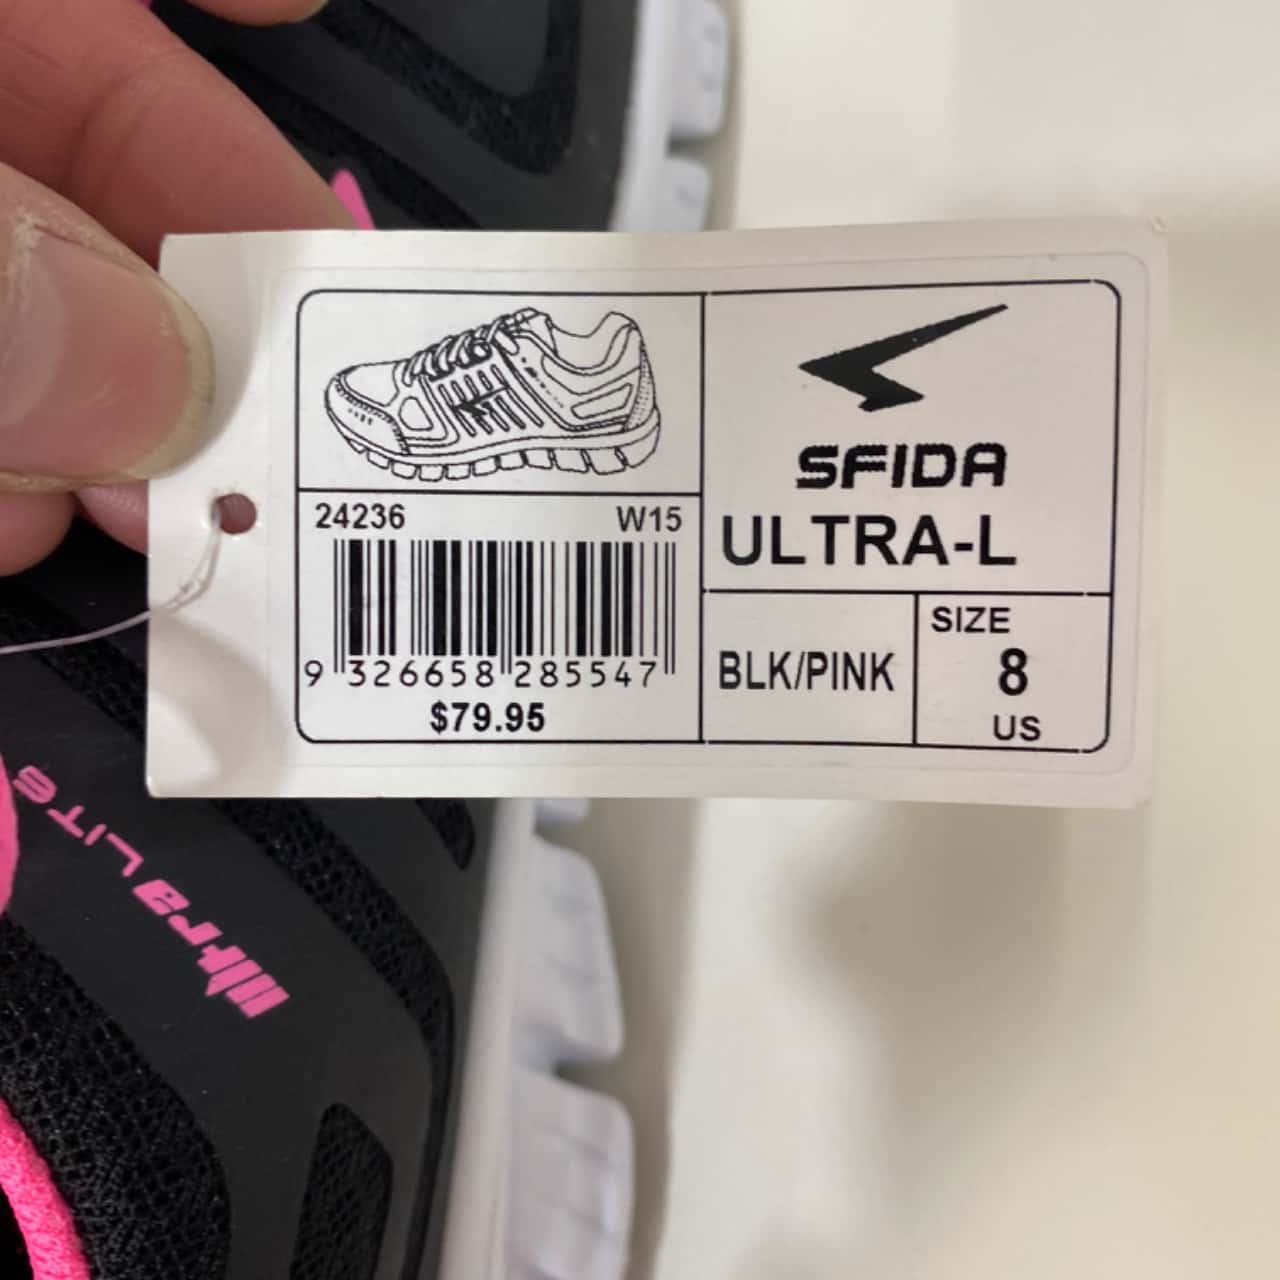 SFIDA
ULTRA-L
24236 W15
9 326658 285547
$79.95
BLK/PINK
SIZE
8
US
ultra LITE